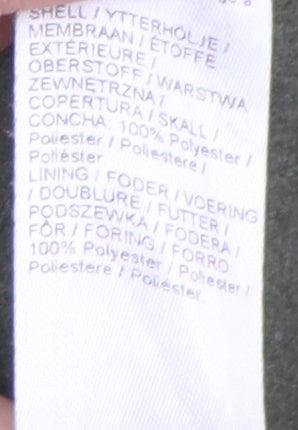 SHELL / YTTERHÖLJE /
MEMBRAAN / ÉTOFFE
EXTÉRIEURE /
OBERSTOFF / WARSTWA
ZEWNĘTRZNA /
COPERTURA / SKALL /
CONCHA: 100% Polyester /
Poliester / Poliestere /
Poliéster
LINING / FODER / VOERING
/ DOUBLURE / FUTTER /
PODSZEWKA / FODERA /
FÔR / FORING / FORRO
100% Polyester / Poliester /
Poliestere / Poliéster